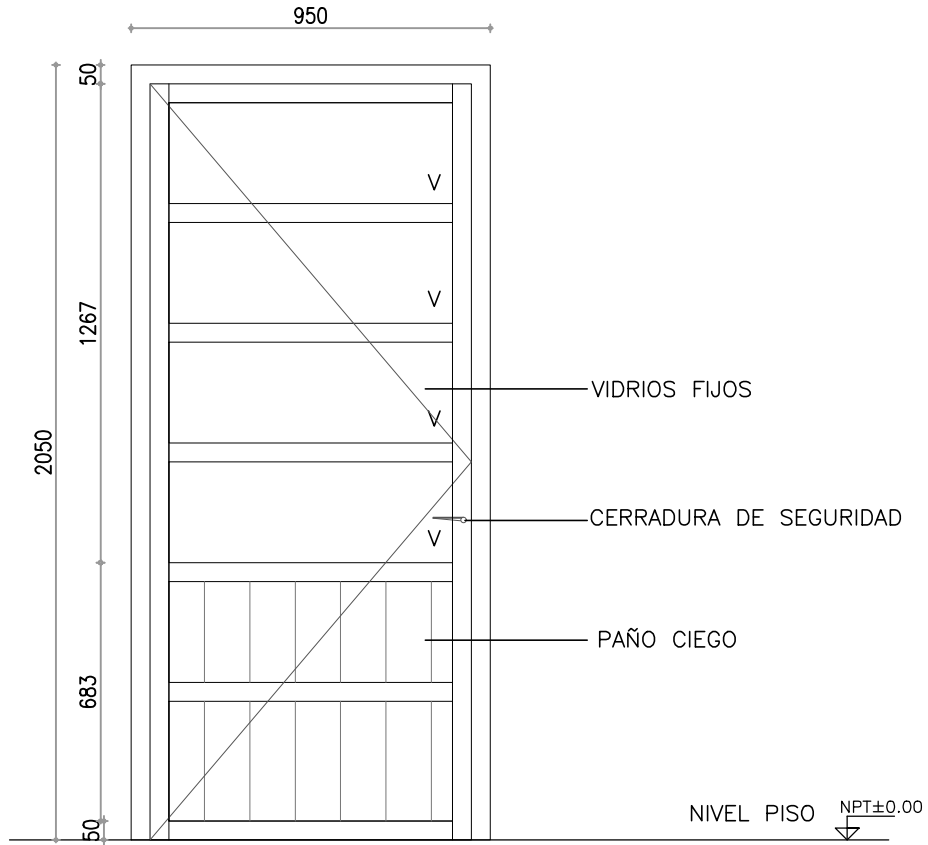 950
50
V
V
1267
VIDRIOS FIJOS
V
2050
CERRADURA DE SEGURIDAD
V
PAÑO CIEGO
683
NIVEL PISO NPT±0.00
50